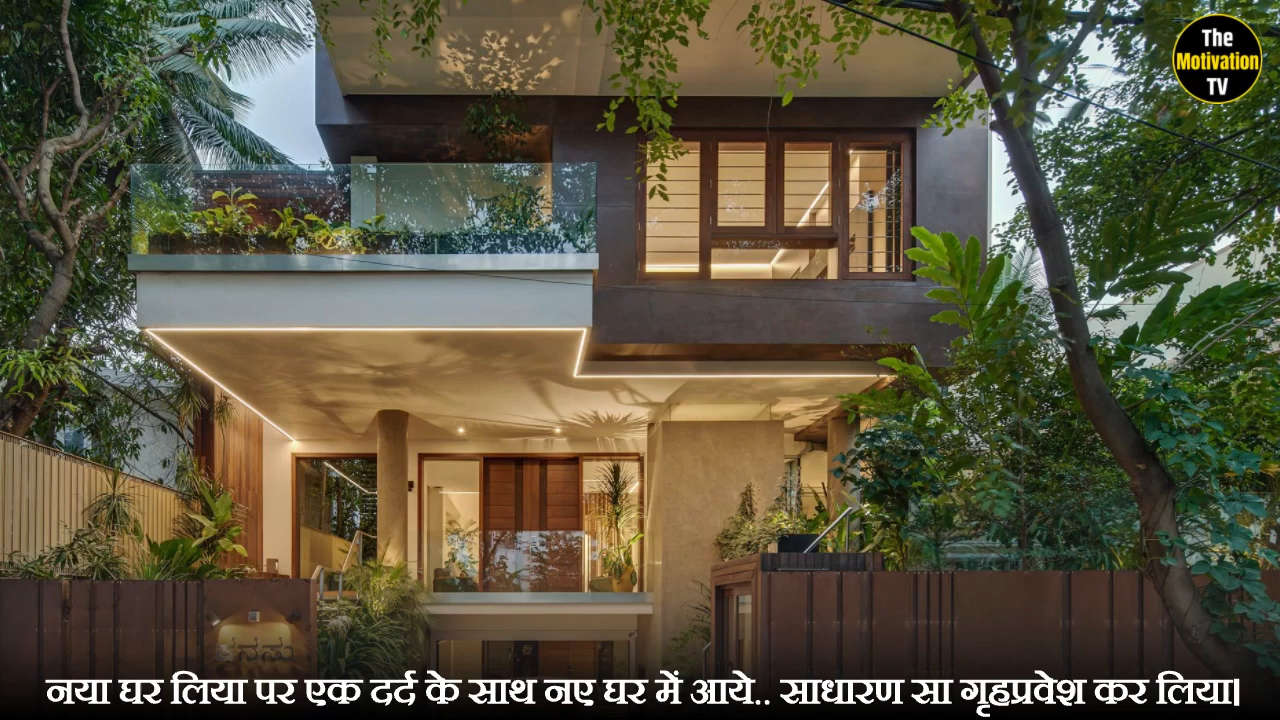 The
Motivation
TV
नया घर लिया पर एक दर्द के साथ नए घर में आये.. साधारण सा गृहप्रवेश कर लिया|